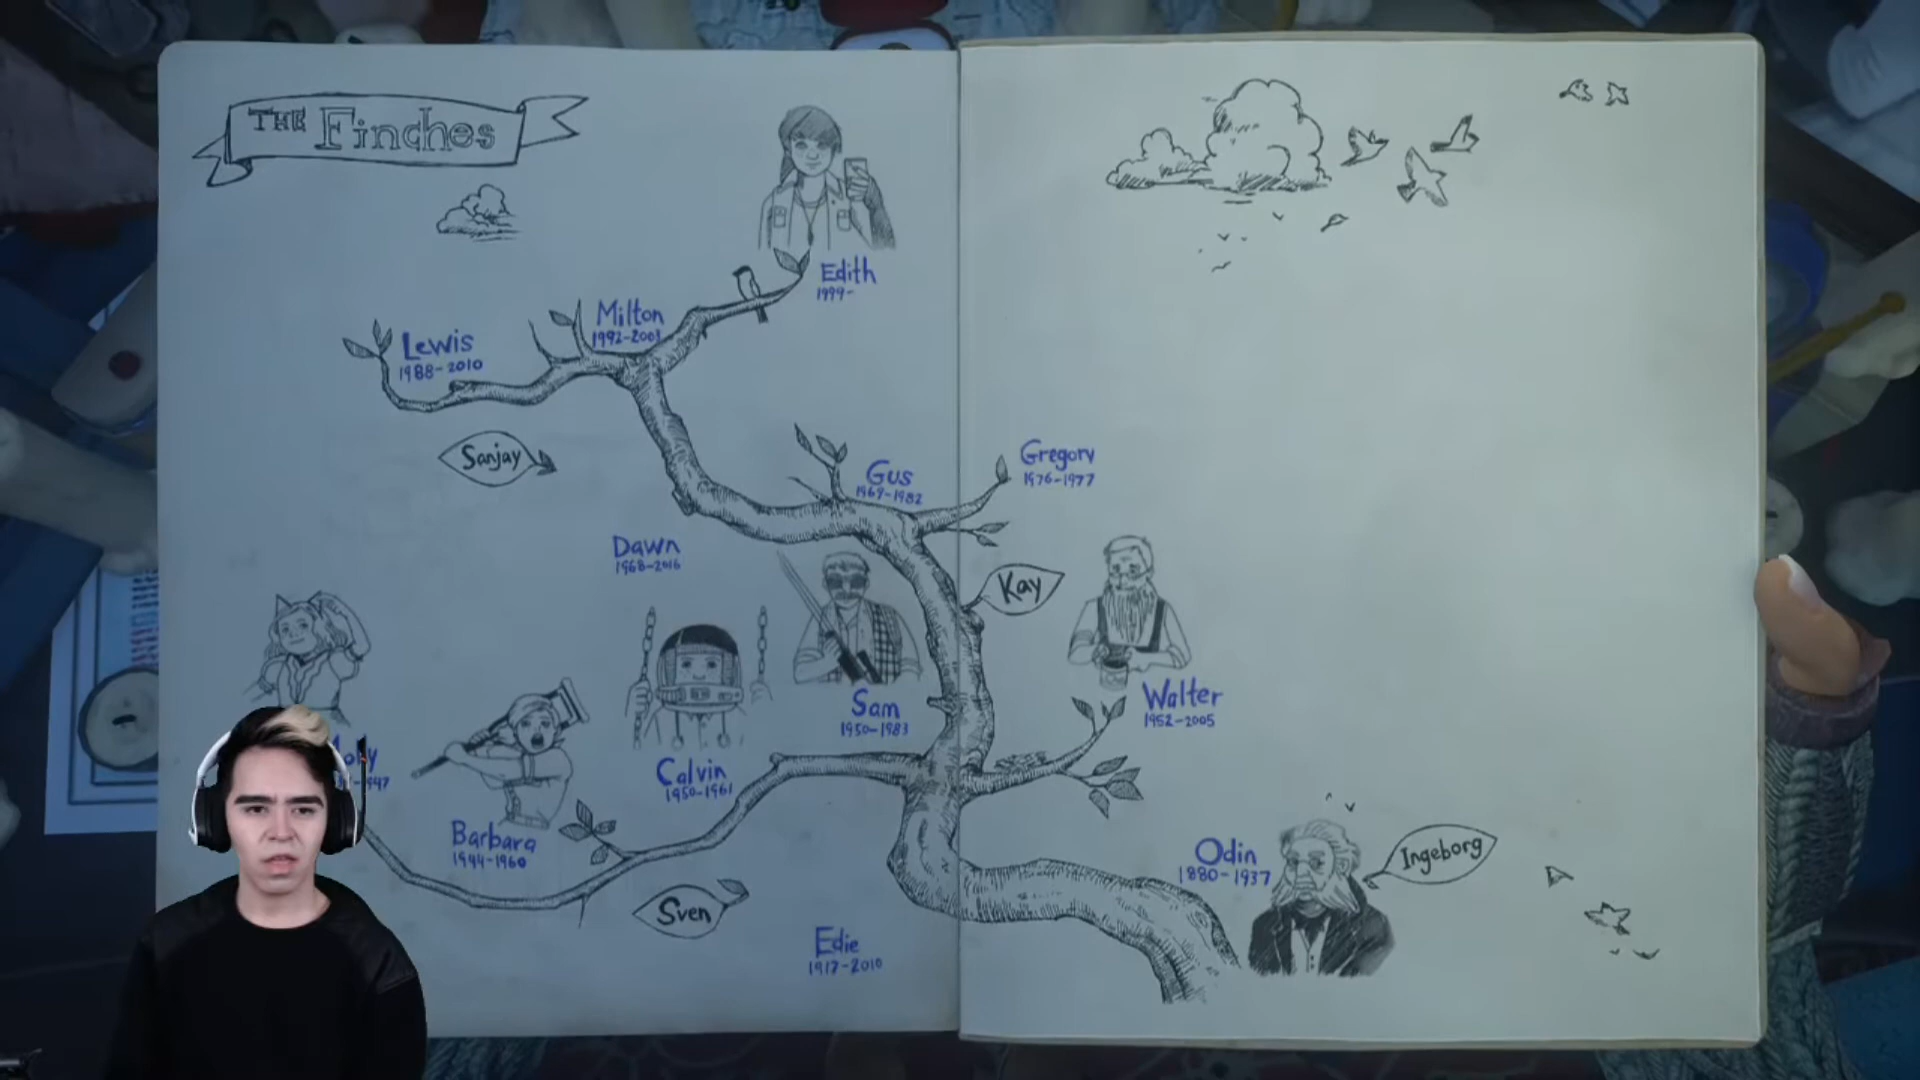 THE Finches
Edith
1999-
Milton
1992-2003
Lewis
1988-2010
Sanjay
Gus
1969-1982
Gregory
1976-1977
Dawn
1968-2016
Kay
Sam
1950-1983
Walter
1952-2005
Calvin
1950-1961
Barbara
1944-1960
Odin
1880-1937
Ingeborg
Sven
Edie
1917-2010